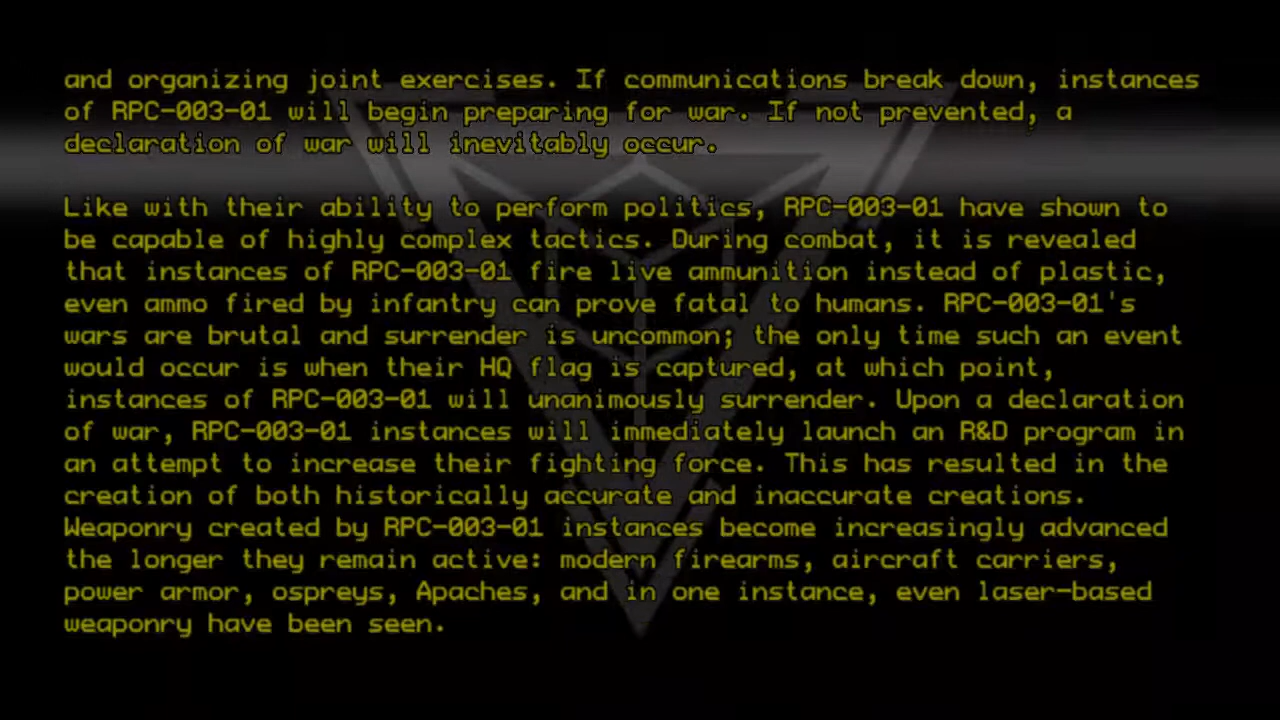 and organizing joint exercises. If communications break down, instances
of RPC-003-01 will begin preparing for war. If not prevented, a
declaration of war will inevitably occur.
Like with their ability to perform politics, RPC-003-01 have shown to
be capable of highly complex tactics. During combat, it is revealed
that instances of RPC-003-01 fire live ammunition instead of plastic,
even ammo fired by infantry can prove fatal to humans. RPC-003-01's
wars are brutal and surrender is uncommon; the only time such an event
would occur is when their HQ flag is captured, at which point,
instances of RPC-003-01 will unanimously surrender. Upon a declaration
of war, RPC-003-01 instances will immediately launch an R&D program in
an attempt to increase their fighting force. This has resulted in the
creation of both historically accurate and inaccurate creations.
Weaponry created by RPC-003-01 instances become increasingly advanced
the longer they remain active: modern firearms, aircraft carriers,
power armor, ospreys, Apaches, and in one instance, even laser-based
weaponry have been seen.